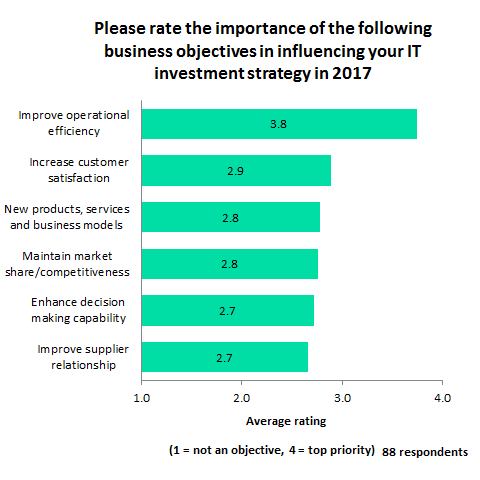 Please rate the importance of the following
business objectives in influencing your IT
investment strategy in 2017
Improve operational
efficiency
3.8
Increase customer
satisfaction
2.9
New products, services
and business models
2.8
Maintain market
share/competitiveness
2.8
Enhance decision
making capability
2.7
Improve supplier
relationship
2.7
1.0 2.0 3.0 4.0
Average rating
(1 = not an objective, 4 = top priority) 88 respondents